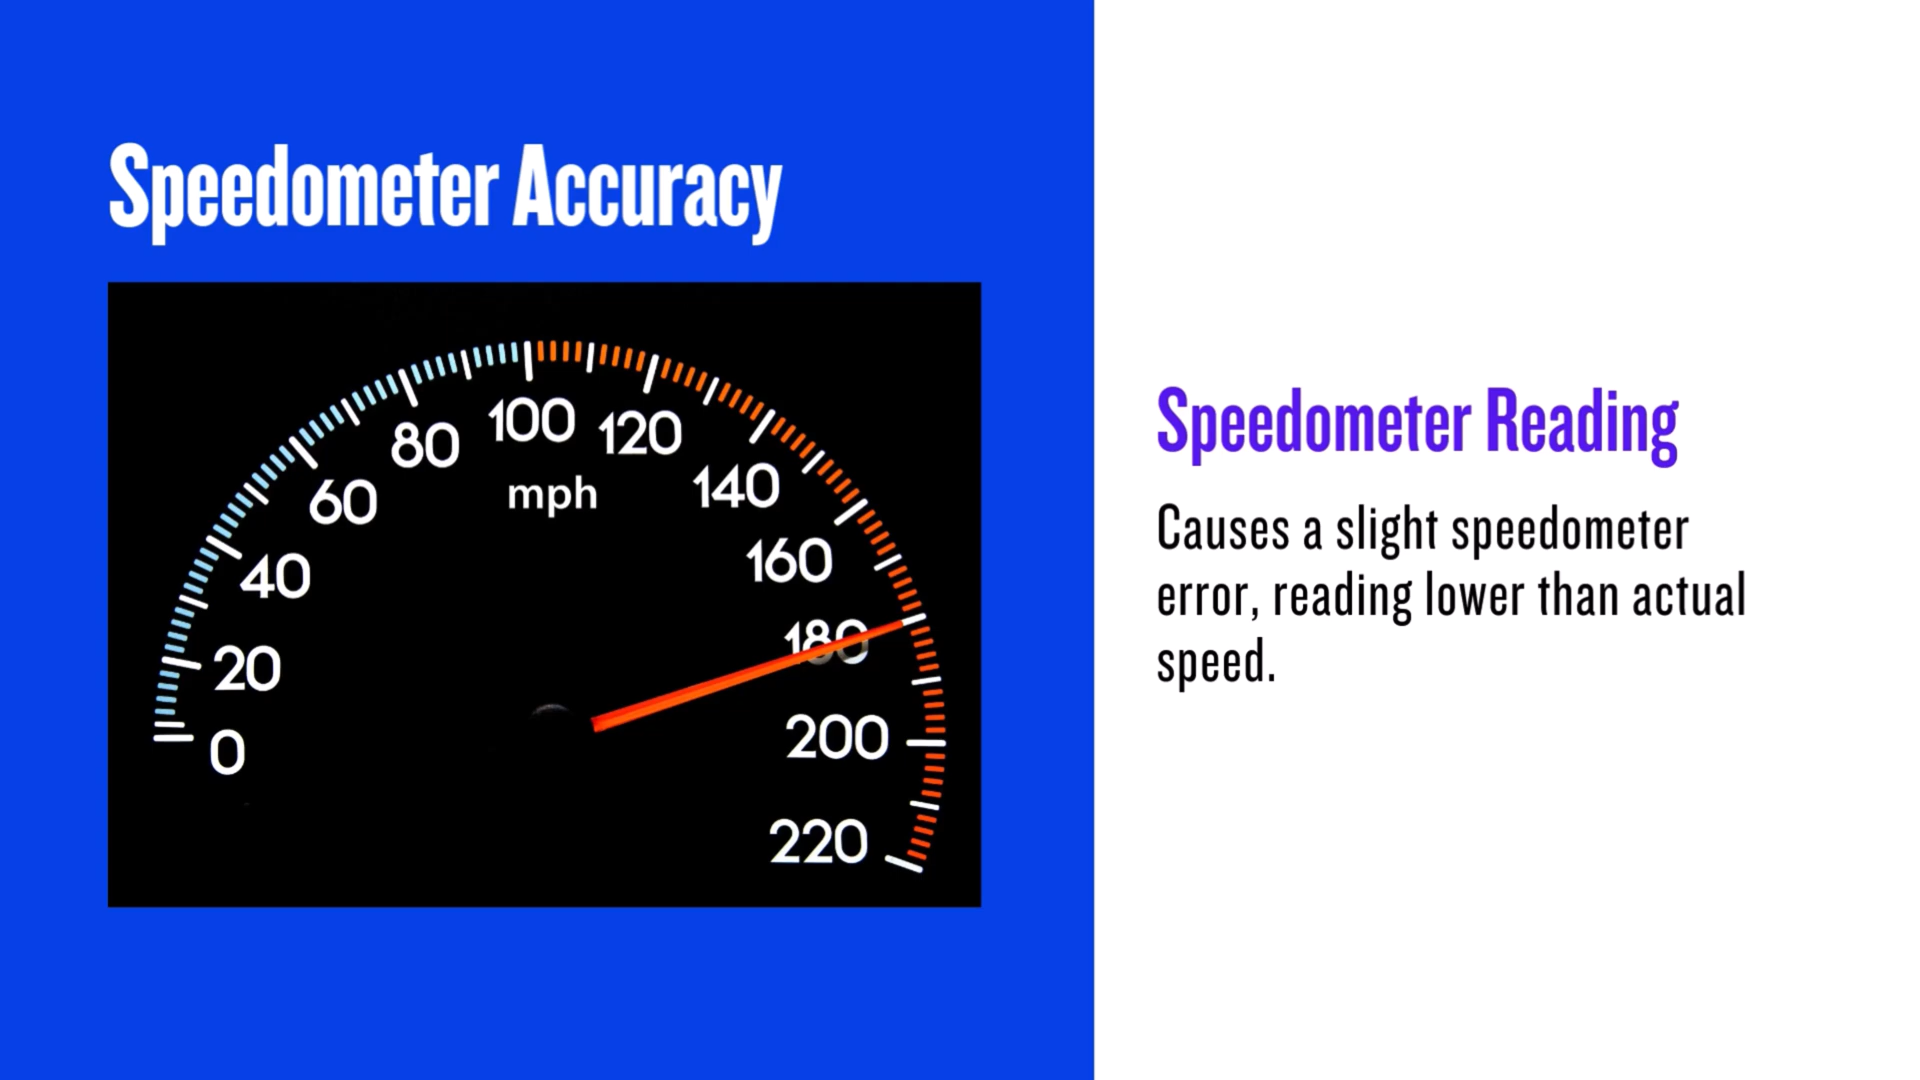 Speedometer Accuracy
100
120
80
140
mph
60
160
40
180
20
200
0
220
Speedometer Reading
Causes a slight speedometer
error, reading lower than actual
speed.